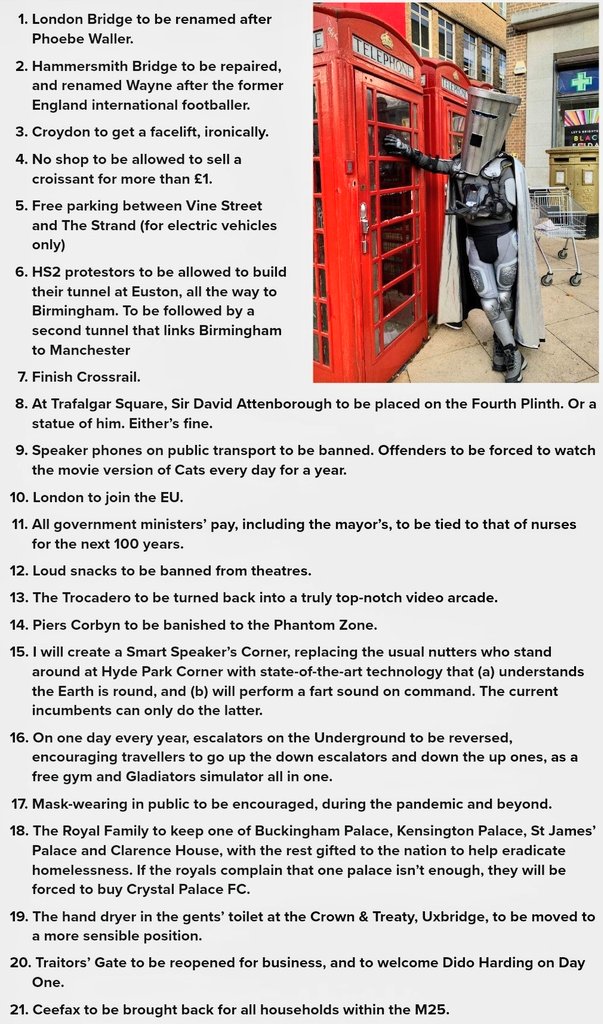 1. London Bridge to be renamed after
Phoebe Waller.
2. Hammersmith Bridge to be repaired,
and renamed Wayne after the former
England international footballer.
3. Croydon to get a facelift, ironically.
4. No shop to be allowed to sell a
croissant for more than £1.
5. Free parking between Vine Street
and The Strand (for electric vehicles
only)
6. HS2 protestors to be allowed to build
their tunnel at Euston, all the way to
Birmingham. To be followed by a
second tunnel that links Birmingham
to Manchester
7. Finish Crossrail.
TELEPHONE
TELEPHONE
8. At Trafalgar Square, Sir David Attenborough to be placed on the Fourth Plinth. Or a
statue of him. Either's fine.
9. Speaker phones on public transport to be banned. Offenders to be forced to watch
the movie version of Cats every day for a year.
10. London to join the EU.
11. All government ministers' pay, including the mayor's, to be tied to that of nurses
for the next 100 years.
12. Loud snacks to be banned from theatres.
13. The Trocadero to be turned back into a truly top-notch video arcade.
14. Piers Corbyn to be banished to the Phantom Zone.
15. I will create a Smart Speaker's Corner, replacing the usual nutters who stand
around at Hyde Park Corner with state-of-the-art technology that (a) understands
the Earth is round, and (b) will perform a fart sound on command. The current
incumbents can only do the latter.
16. On one day every year, escalators on the Underground to be reversed,
encouraging travellers to go up the down escalators and down the up ones, as a
free gym and Gladiators simulator all in one.
17. Mask-wearing in public to be encouraged, during the pandemic and beyond.
18. The Royal Family to keep one of Buckingham Palace, Kensington Palace, St James'
Palace and Clarence House, with the rest gifted to the nation to help eradicate
homelessness. If the royals complain that one palace isn't enough, they will be
forced to buy Crystal Palace FC.
19. The hand dryer in the gents' toilet at the Crown & Treaty, Uxbridge, to be moved to
a more sensible position.
20. Traitors' Gate to be reopened for business, and to welcome Dido Harding on Day
One.
21. Ceefax to be brought back for all households within the M25.